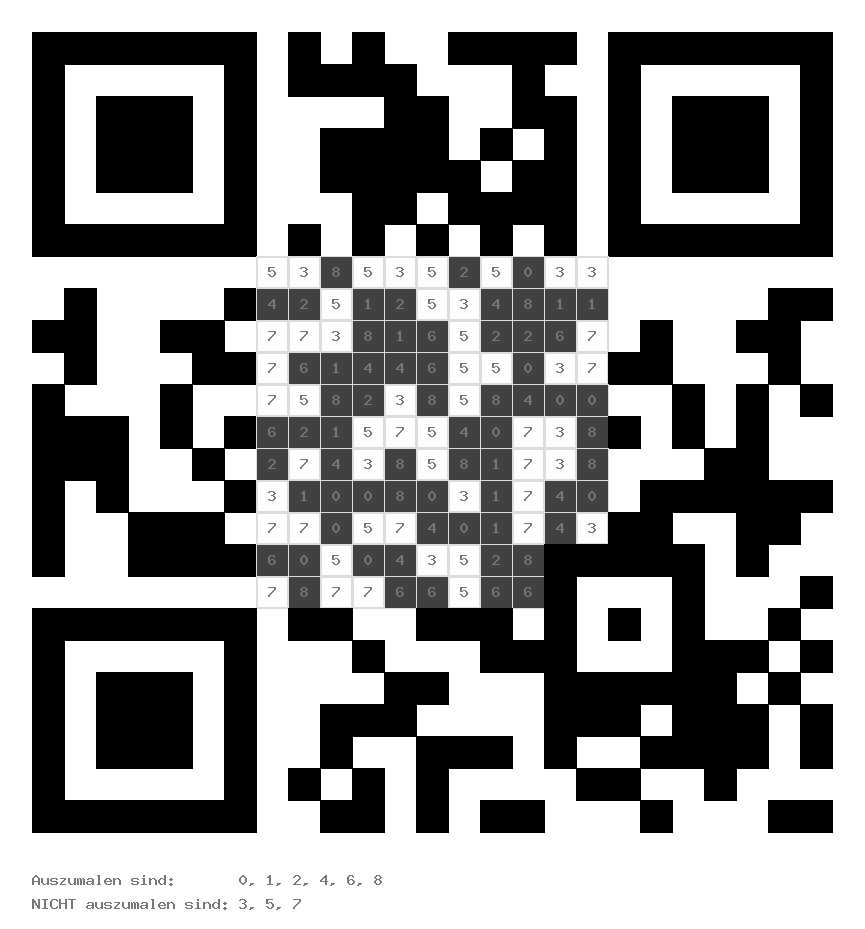 5 3 8 5 3 5 2 5 0 3 3
4 2 5 1 2 5 3 4 8 1 1
7 7 3 8 1 6 5 2 2 6 7
7 6 1 4 4 6 5 5 0 3 7
7 5 8 2 3 8 5 8 4 0 0
6 2 1 5 7 5 4 0 7 3 8
2 7 4 3 8 5 8 1 7 3 8
3 1 0 0 8 0 3 1 7 4 0
7 7 0 5 7 4 0 1 7 4 3
6 0 5 0 4 3 5 2 8
7 8 7 7 6 6 5 6 6
Auszumalen sind: 0, 1, 2, 4, 6, 8
NICHT auszumalen sind: 3, 5, 7